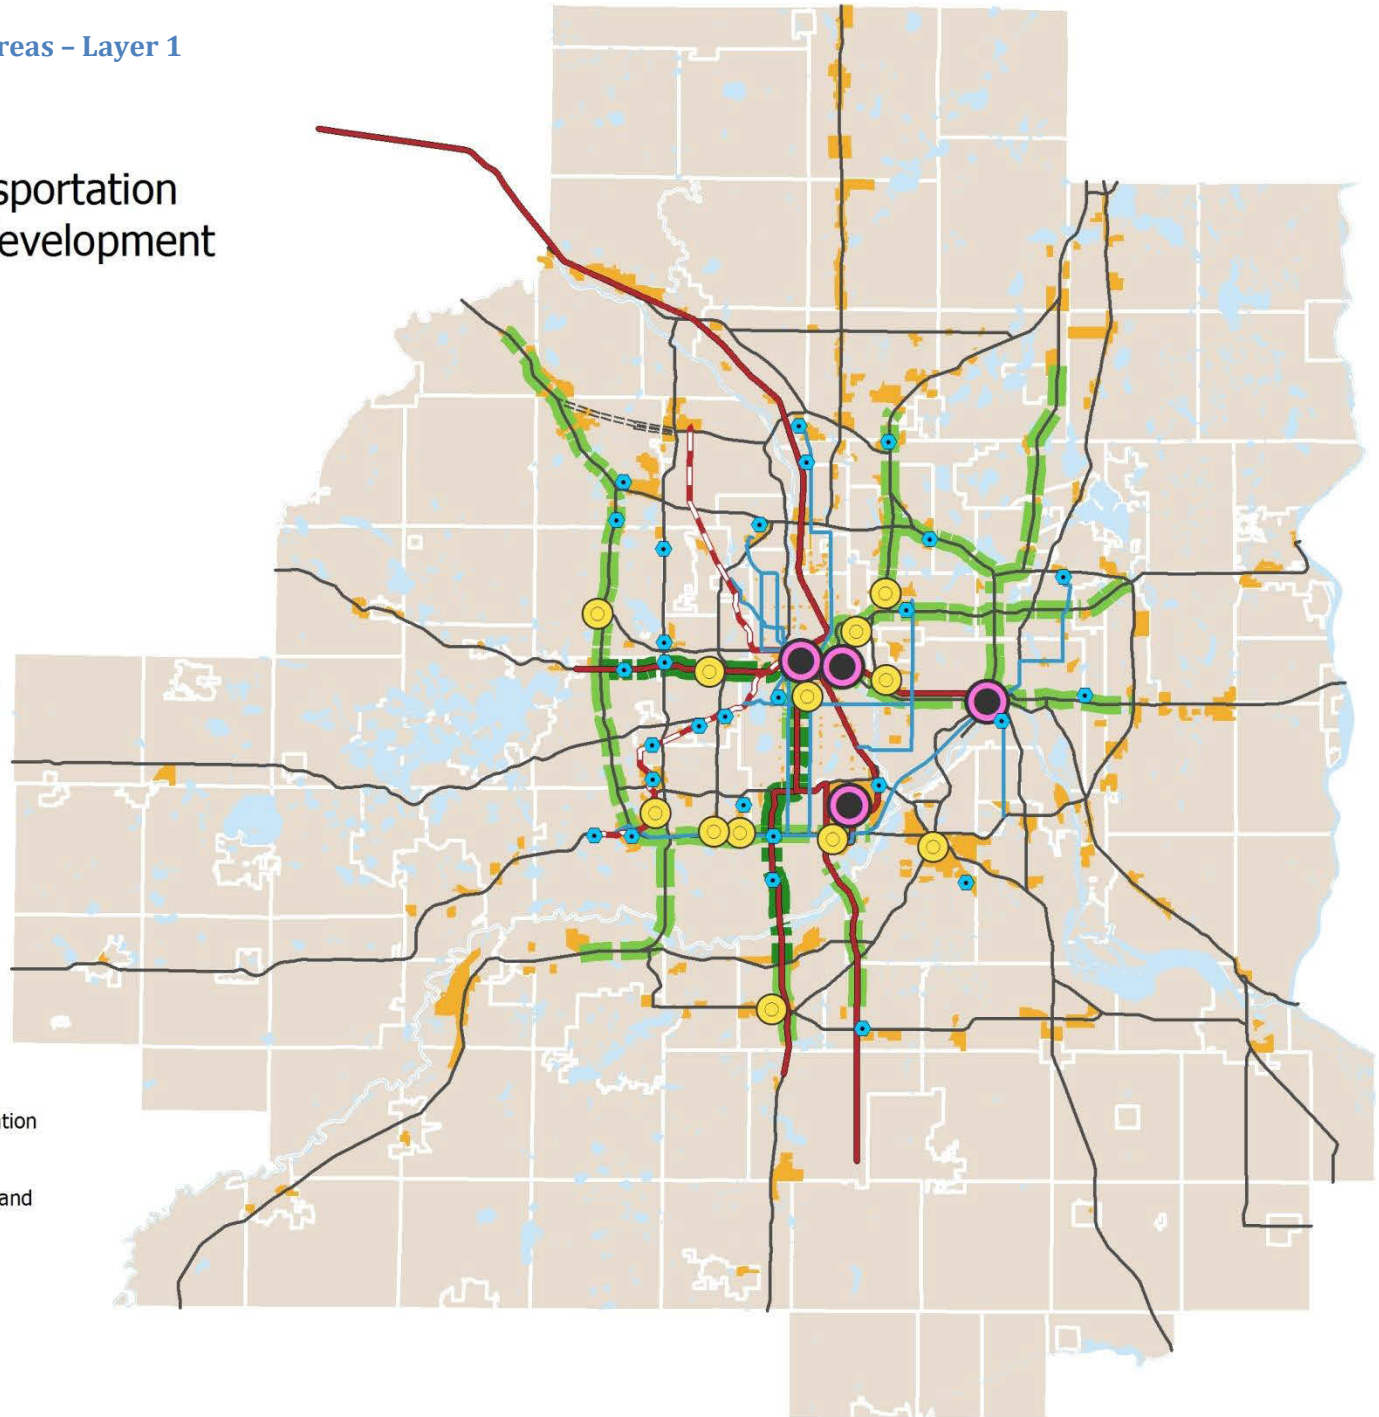 reas – Layer 1
sportation
evelopment
tion
and